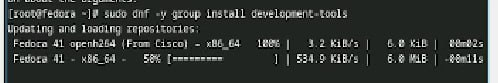 [root@fedora ~]# sudo dnf -y group install development-tools
Updating and loading repositories:
Fedora 41 openh264 (From Cisco) - x86_64 100% | 3.2 KiB/s | 6.0 KiB | 00m02s
Fedora 41 - x86_64 - 50% [========= ] | 534.9 KiB/s | 6.0 MiB | -00m11s